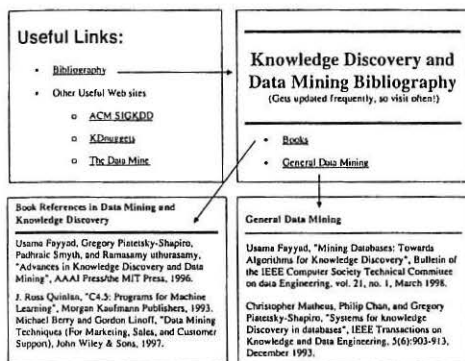 Useful Links:
Bibliography
Other Useful Web sites
ACM SIGKDD
KDnuggets
The Data Mine
Knowledge Discovery and
Data Mining Bibliography
(Gets updated frequently, so visit often!)
Books
General Data Mining
Book References in Data Mining and
Knowledge Discovery
Usama Fayyad, Gregory Piatetsky-Shapiro,
Padhraic Smyth, and Ramasamy uthurasamy,
"Advances in Knowledge Discovery and Data
Mining", AAAI Press/the MIT Press, 1996.
J. Ross Quinlan, "C4.5: Programs for Machine
Learning", Morgan Kaufmann Publishers, 1993.
Michael Berry and Gordon Linoff, "Data Mining
Techniques (For Marketing, Sales, and Customer
Support), John Wiley & Sons, 1997.
General Data Mining
Usama Fayyad, "Mining Databases: Towards
Algorithms for Knowledge Discovery", Bulletin of
the IEEE Computer Society Technical Committee
on data Engineering, vol. 21, no. 1, March 1998.
Christopher Matheus, Philip Chan, and Gregory
Piatetsky-Shapiro, "Systems for knowledge
Discovery in databases", IEEE Transactions on
Knowledge and Data Engineering, 5(6):903-913,
December 1993.